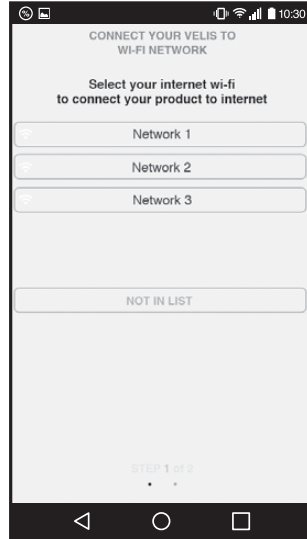 10:30
CONNECT YOUR VELIS TO
WI-FI NETWORK
Select your internet wi-fi
to connect your product to internet
Network 1
Network 2
Network 3
NOT IN LIST
STEP 1 of 2